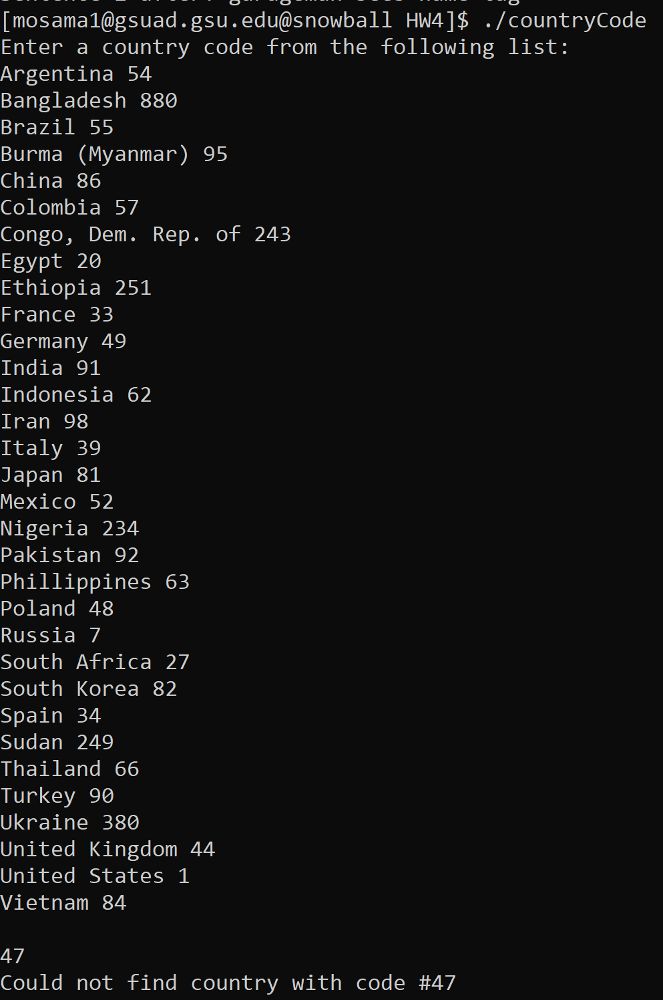 [mosama1@gsuad.gsu.edu@snowball HW4]$ ./countryCode
Enter a country code from the following list:
Argentina 54
Bangladesh 880
Brazil 55
Burma (Myanmar) 95
China 86
Colombia 57
Congo, Dem. Rep. of 243
Egypt 20
Ethiopia 251
France 33
Germany 49
India 91
Indonesia 62
Iran 98
Italy 39
Japan 81
Mexico 52
Nigeria 234
Pakistan 92
Phillippines 63
Poland 48
Russia 7
South Africa 27
South Korea 82
Spain 34
Sudan 249
Thailand 66
Turkey 90
Ukraine 380
United Kingdom 44
United States 1
Vietnam 84
47
Could not find country with code #47